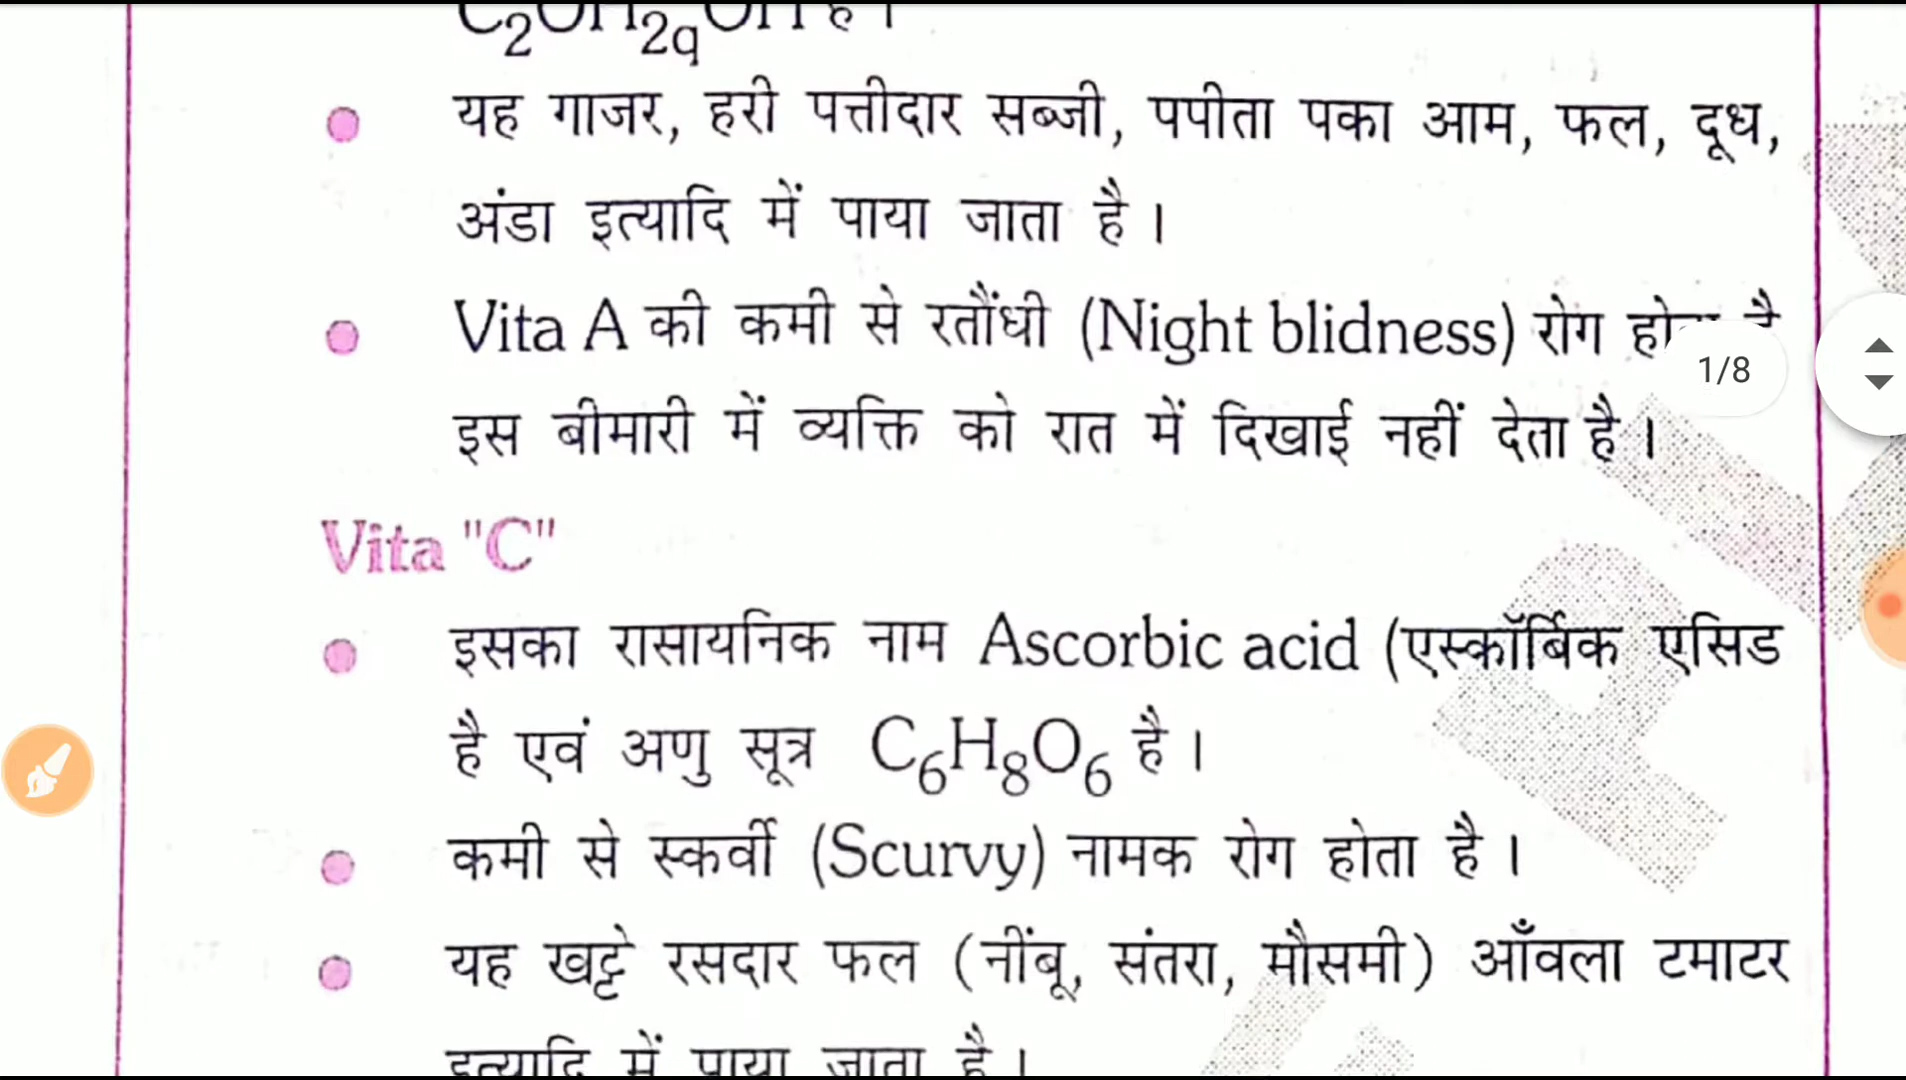 C₂OH₂qOH है।
यह गाजर, हरी पत्तीदार सब्जी, पपीता पका आम, फल, दूध,
अंडा इत्यादि में पाया जाता है।
Vita A की कमी से रतौंधी (Night blidness) रोग
1/8
इस बीमारी में व्यक्ति को रात में दिखाई नहीं देता है।
Vita "C"
इसका रासायनिक नाम Ascorbic acid (एस्कॉर्बिक एसिड
है एवं अणु सूत्र C₆H₈O₆ है।
कमी से स्कर्वी (Scurvy) नामक रोग होता है।
यह खट्टे रसदार फल (नींबू, संतरा, मौसमी) आँवला टमाटर
इत्यादि में पाया जाता है।